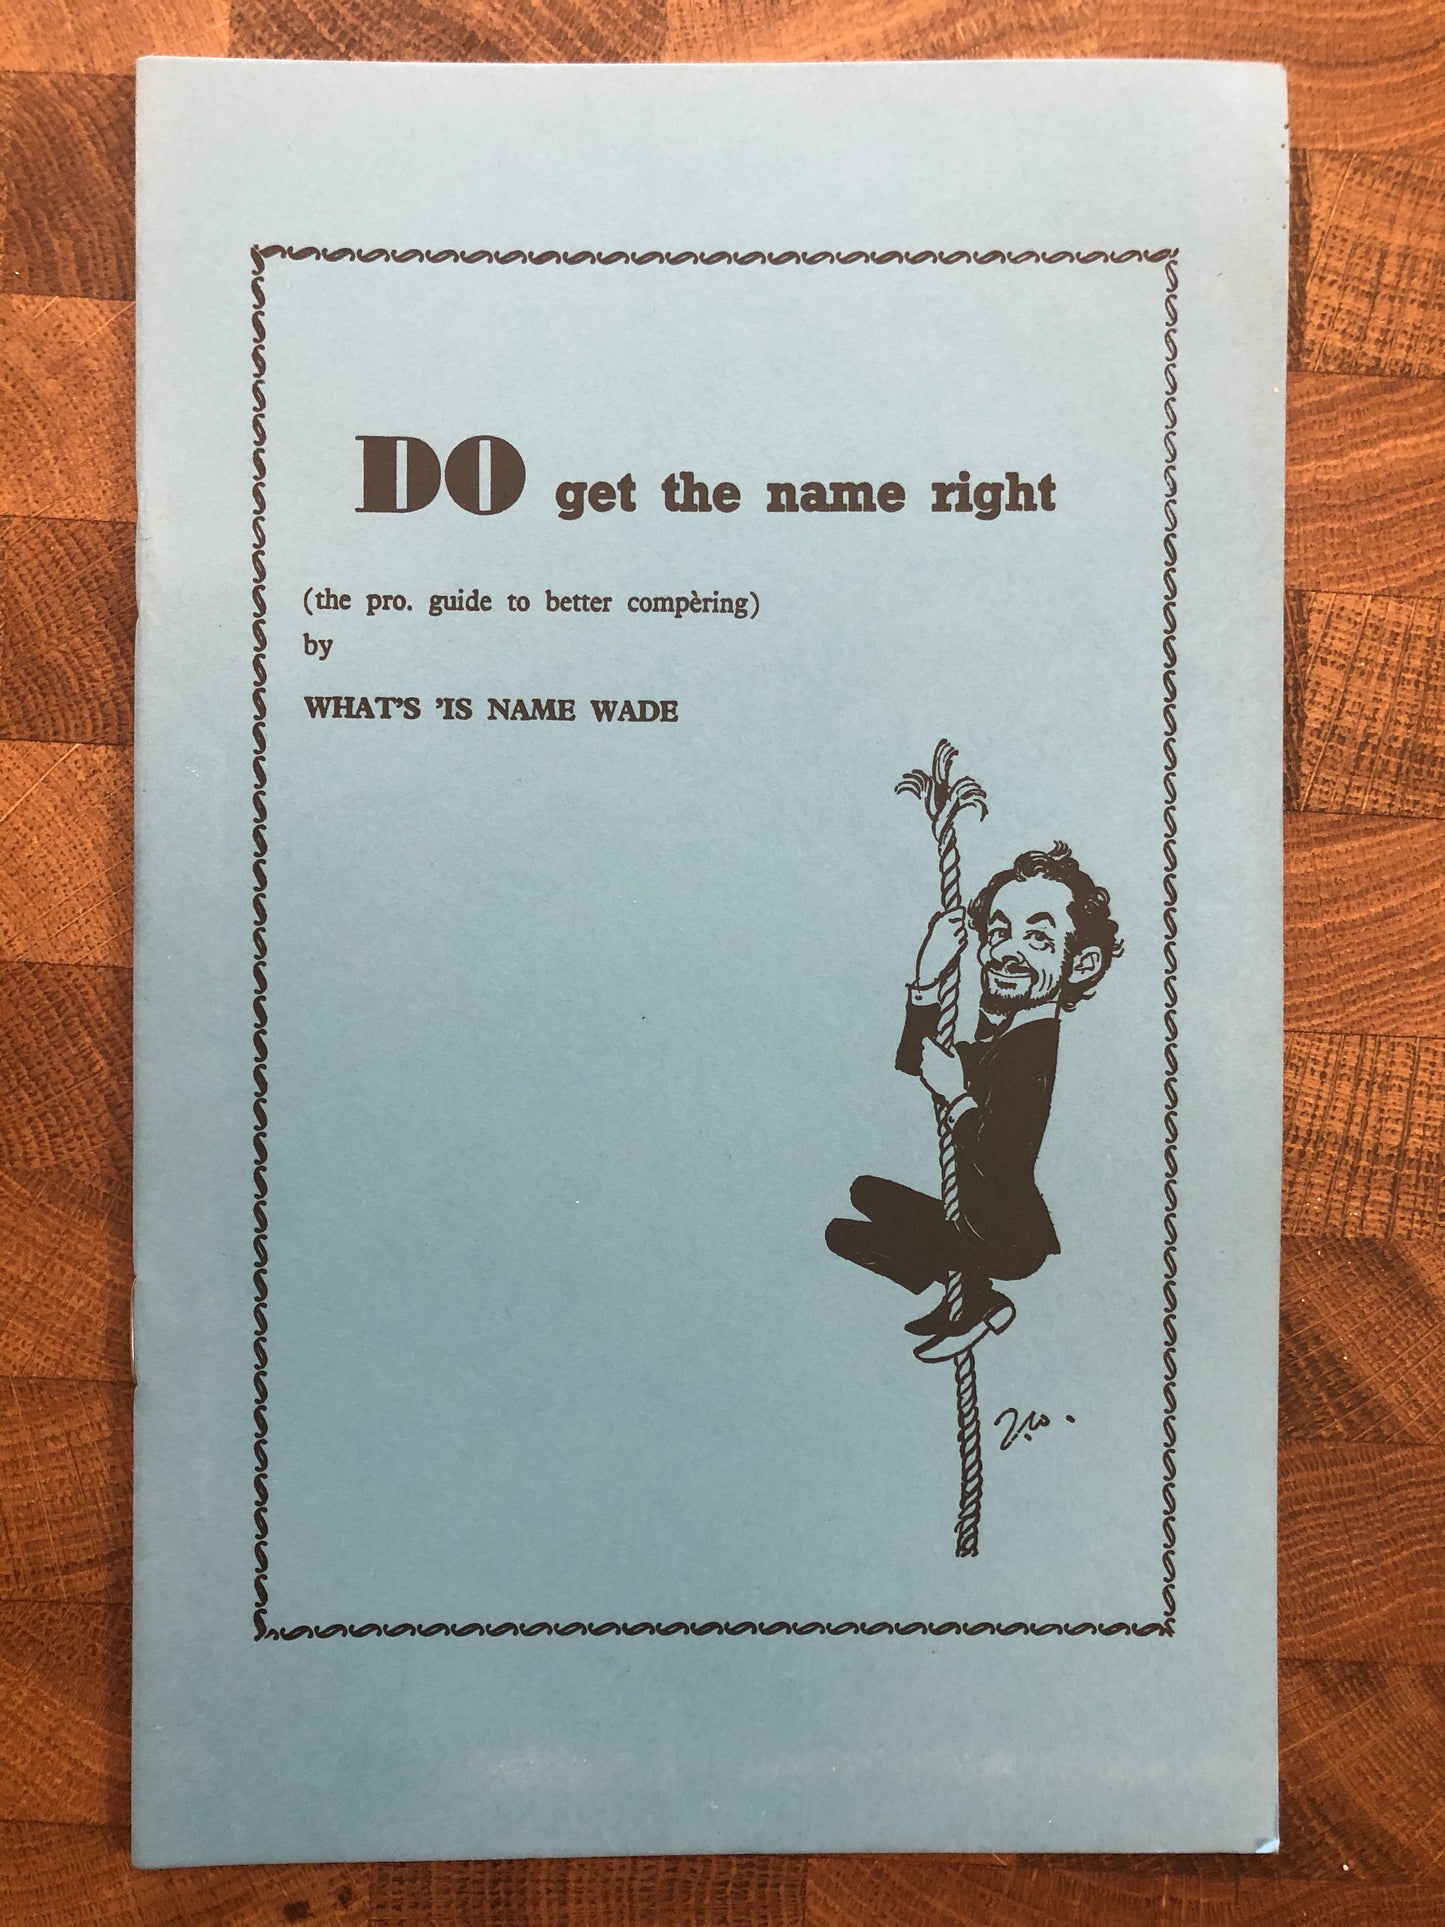 DO get the name right
(the pro. guide to better compèring)
by
WHAT'S 'IS NAME WADE